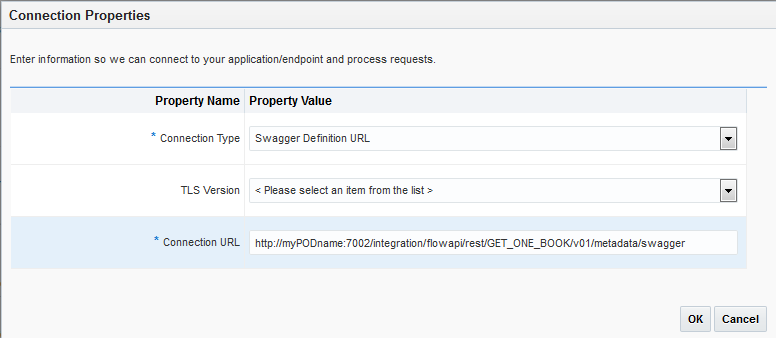 Connection Properties
Enter information so we can connect to your application/endpoint and process requests.
Property Name Property Value
* Connection Type Swagger Definition URL
TLS Version < Please select an item from the list >
* Connection URL http://myPODname:7002/integration/flowapi/rest/GET_ONE_BOOK/v01/metadata/swagger
OK Cancel